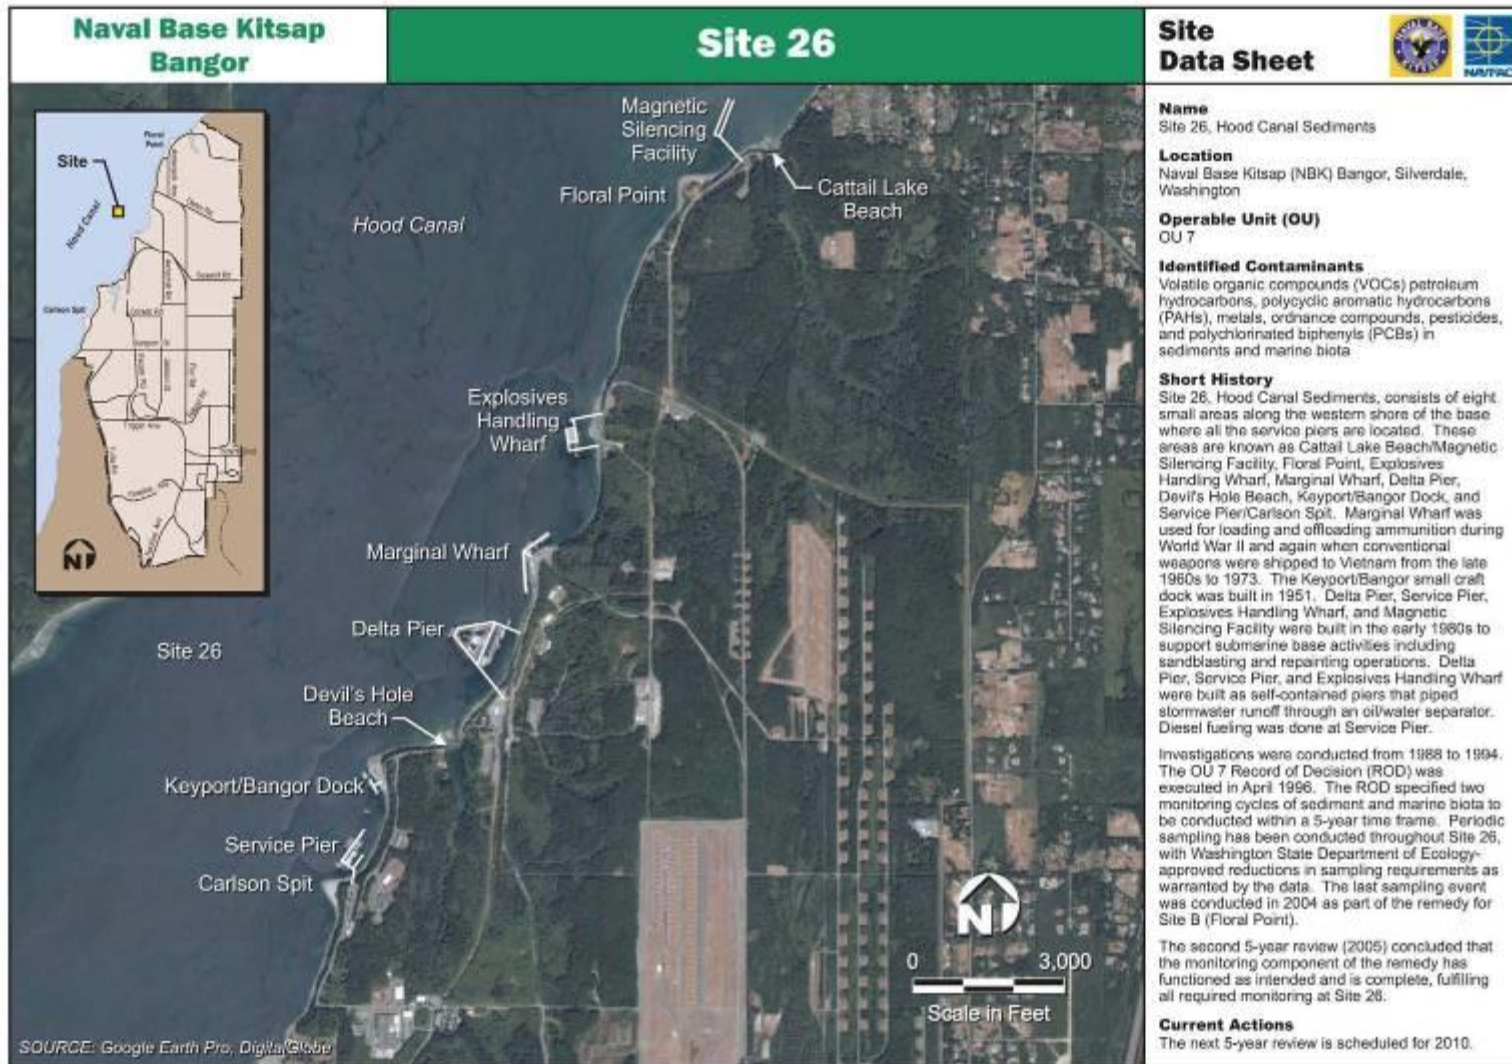 Naval Base Kitsap
Bangor
Site 26
Site
Data Sheet
NAVAL BASE
KITSAP
NAVFAC
Floral
Point
Site
Hood Canal
Carlson Spit
N
Magnetic
Silencing
Facility
Cattail Lake
Beach
Floral Point
Hood Canal
Explosives
Handling
Wharf
Marginal Wharf
Delta Pier
Site 26
Devil's Hole
Beach
Keyport/Bangor Dock
Service Pier
Carlson Spit
N
0 3,000
Scale in Feet
SOURCE: Google Earth Pro, DigitalGlobe
Name
Site 26, Hood Canal Sediments
Location
Naval Base Kitsap (NBK) Bangor, Silverdale,
Washington
Operable Unit (OU)
OU 7
Identified Contaminants
Volatile organic compounds (VOCs) petroleum
hydrocarbons, polycyclic aromatic hydrocarbons
(PAHs), metals, ordnance compounds, pesticides,
and polychlorinated biphenyls (PCBs) in
sediments and marine biota
Short History
Site 26, Hood Canal Sediments, consists of eight
small areas along the western shore of the base
where all the service piers are located. These
areas are known as Cattail Lake Beach/Magnetic
Silencing Facility, Floral Point, Explosives
Handling Wharf, Marginal Wharf, Delta Pier,
Devil's Hole Beach, Keyport/Bangor Dock, and
Service Pier/Carlson Spit. Marginal Wharf was
used for loading and offloading ammunition during
World War II and again when conventional
weapons were shipped to Vietnam from the late
1960s to 1973. The Keyport/Bangor small craft
dock was built in 1951. Delta Pier, Service Pier,
Explosives Handling Wharf, and Magnetic
Silencing Facility were built in the early 1980s to
support submarine base activities including
sandblasting and repainting operations. Delta
Pier, Service Pier, and Explosives Handling Wharf
were built as self-contained piers that piped
stormwater runoff through an oil/water separator.
Diesel fueling was done at Service Pier.
Investigations were conducted from 1988 to 1994.
The OU 7 Record of Decision (ROD) was
executed in April 1996. The ROD specified two
monitoring cycles of sediment and marine biota to
be conducted within a 5-year time frame. Periodic
sampling has been conducted throughout Site 26,
with Washington State Department of Ecology-
approved reductions in sampling requirements as
warranted by the data. The last sampling event
was conducted in 2004 as part of the remedy for
Site B (Floral Point).
The second 5-year review (2005) concluded that
the monitoring component of the remedy has
functioned as intended and is complete, fulfilling
all required monitoring at Site 26.
Current Actions
The next 5-year review is scheduled for 2010.